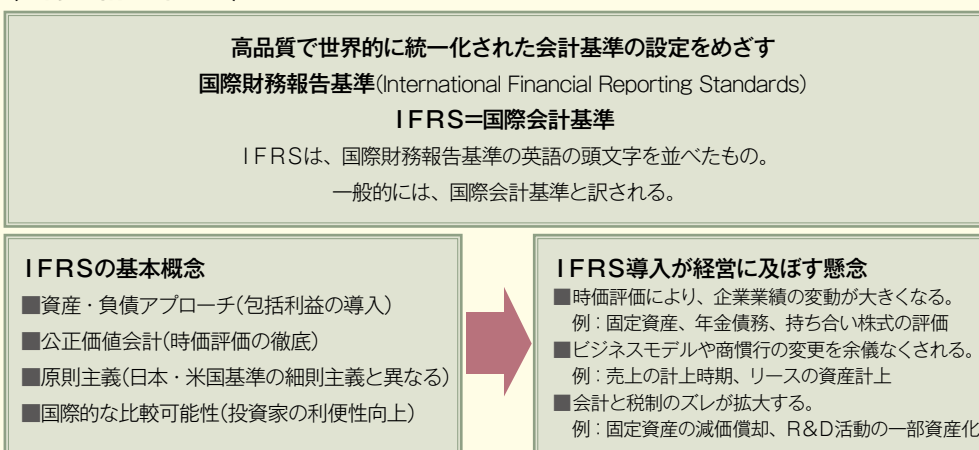 高品質で世界的に統一化された会計基準の設定をめざす
国際財務報告基準(International Financial Reporting Standards)
IFRS=国際会計基準
IFRSは、国際財務報告基準の英語の頭文字を並べたもの。
一般的には、国際会計基準と訳される。
IFRSの基本概念
■資産・負債アプローチ(包括利益の導入)
■公正価値会計(時価評価の徹底)
■原則主義(日本・米国基準の細則主義と異なる)
■国際的な比較可能性(投資家の利便性向上)
IFRS導入が経営に及ぼす懸念
■時価評価により、企業業績の変動が大きくなる。
例:固定資産、年金債務、持ち合い株式の評価
■ビジネスモデルや商慣行の変更を余儀なくされる。
例:売上の計上時期、リースの資産計上
■会計と税制のズレが拡大する。
例:固定資産の減価償却、R&D活動の一部資産化